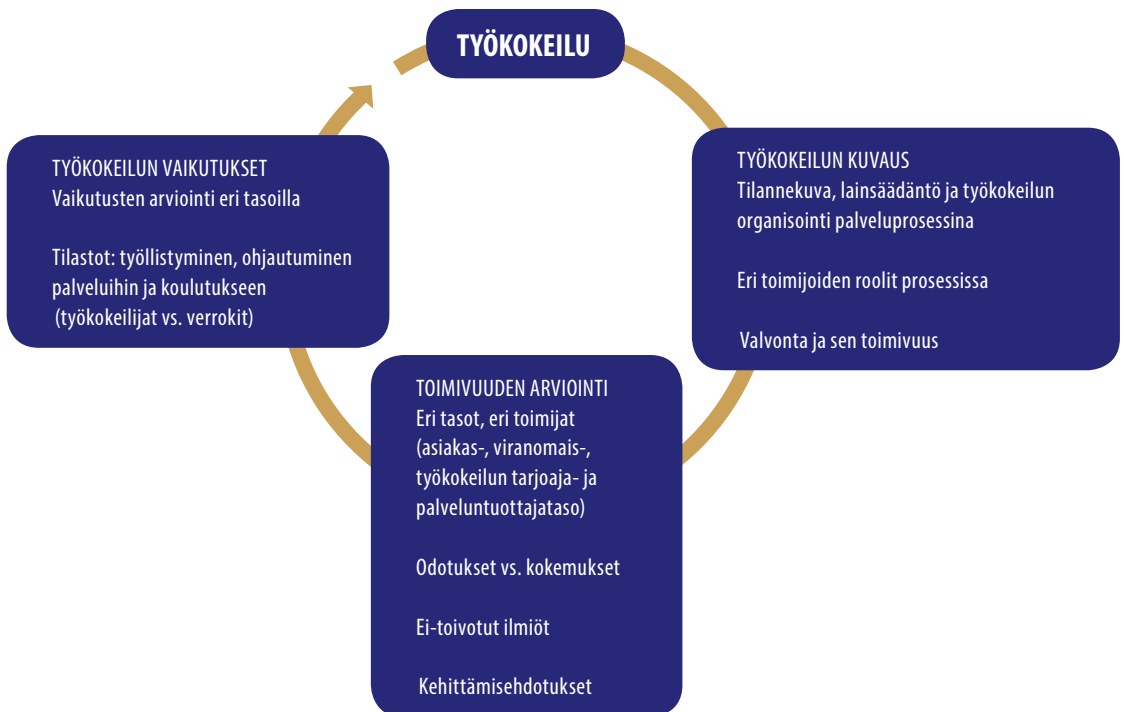 TYÖKOKEILU
TYÖKOKEILUN KUVAUS
Tilannekuva, lainsäädäntö ja työkokeilun
organisointi palveluprosessina
Eri toimijoiden roolit prosessissa
Valvonta ja sen toimivuus
TOIMIVUUDEN ARVIOINTI
Eri tasot, eri toimijat
(asiakas-, viranomais-,
työkokeilun tarjoaja- ja
palveluntuottajataso)
Odotukset vs. kokemukset
Ei-toivotut ilmiöt
Kehittämisehdotukset
TYÖKOKEILUN VAIKUTUKSET
Vaikutusten arviointi eri tasoilla
Tilastot: työllistyminen, ohjautuminen
palveluihin ja koulutukseen
(työkokeilijat vs. verrokit)